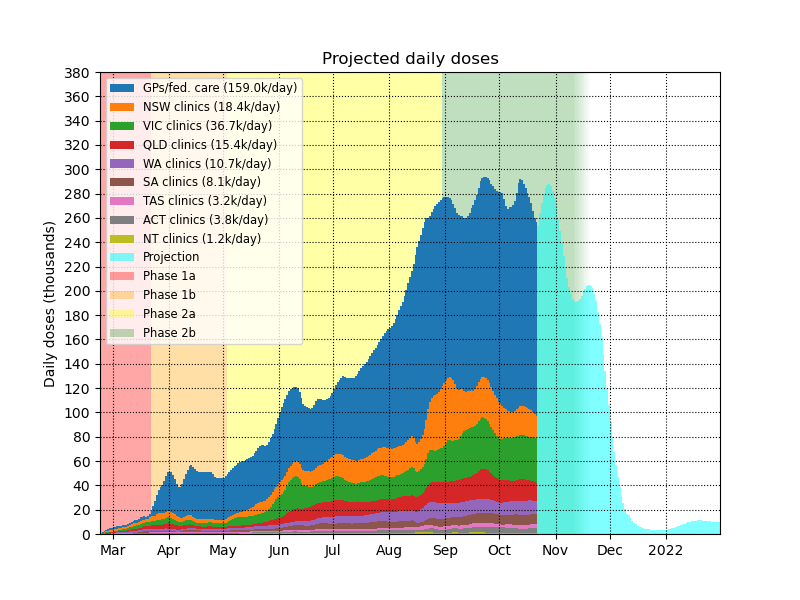 Projected daily doses
Daily doses (thousands)
380
360
340
320
300
280
260
240
220
200
180
160
140
120
100
80
60
40
20
0
GPs/fed. care (159.0k/day)
NSW clinics (18.4k/day)
VIC clinics (36.7k/day)
QLD clinics (15.4k/day)
WA clinics (10.7k/day)
SA clinics (8.1k/day)
TAS clinics (3.2k/day)
ACT clinics (3.8k/day)
NT clinics (1.2k/day)
Projection
Phase 1a
Phase 1b
Phase 2a
Phase 2b
Mar Apr May Jun Jul Aug Sep Oct Nov Dec 2022